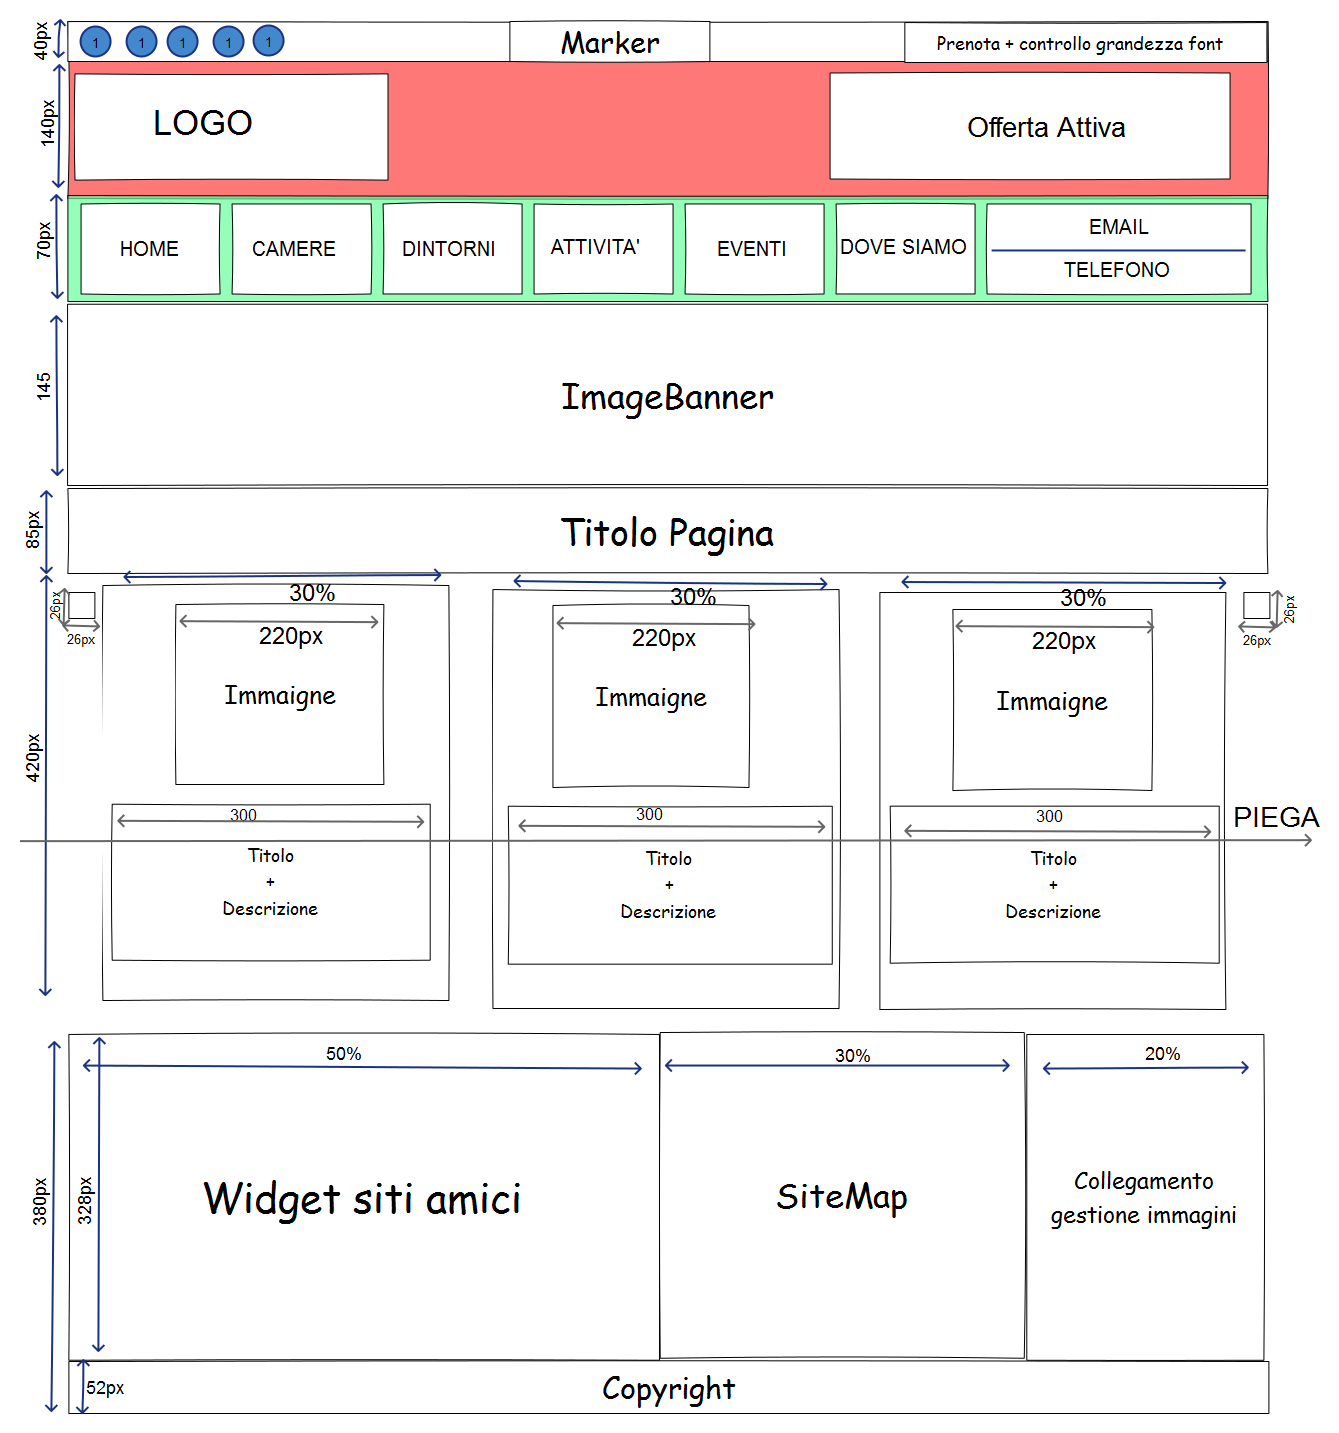 40px
1 1 1 1 1
Marker
Prenota + controllo grandezza font
140px
LOGO
Offerta Attiva
70px
HOME
CAMERE
DINTORNI
ATTIVITA'
EVENTI
DOVE SIAMO
EMAIL
TELEFONO
145
ImageBanner
85px
Titolo Pagina
420px
26px
26px
30%
220px
Immaigne
300
Titolo
+
Descrizione
30%
220px
Immaigne
300
Titolo
+
Descrizione
30%
220px
Immaigne
300
Titolo
+
Descrizione
26px
26px
PIEGA
380px
328px
50%
Widget siti amici
30%
SiteMap
20%
Collegamento
gestione immagini
52px
Copyright